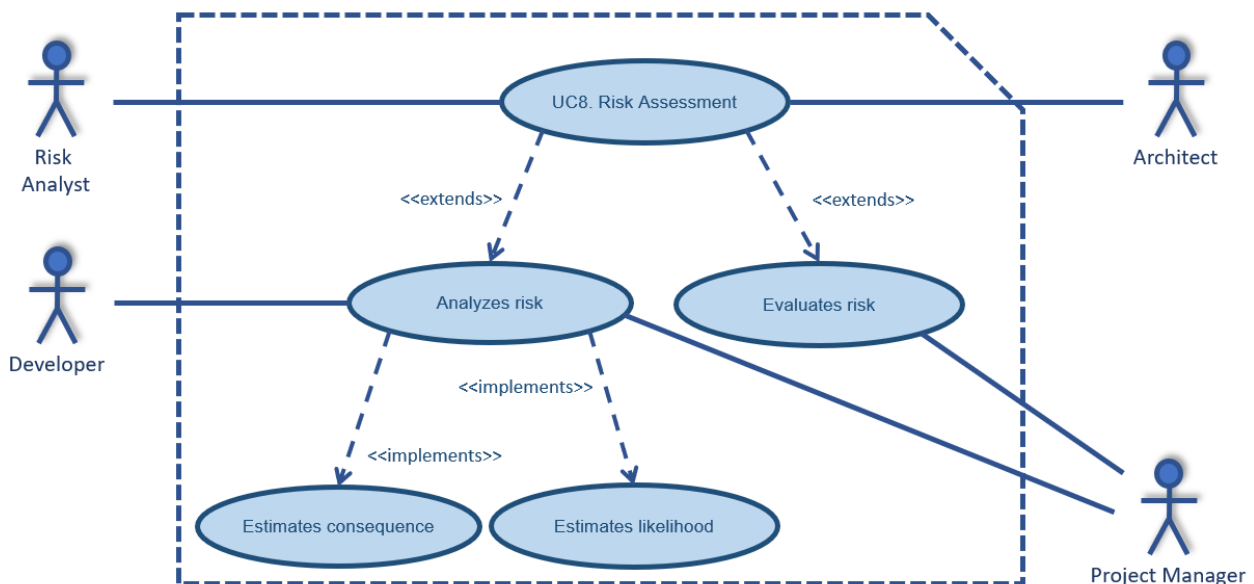 UC8. Risk Assessment
Risk
Analyst
Architect
<<extends>>
<<extends>>
Analyzes risk
Evaluates risk
Developer
<<implements>>
<<implements>>
Estimates consequence
Estimates likelihood
Project Manager